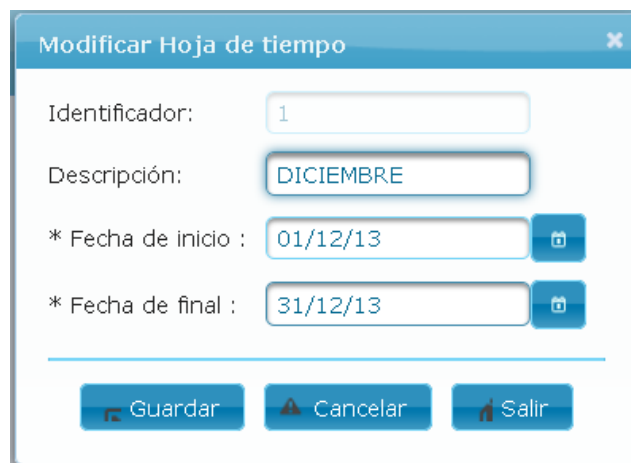 Modificar Hoja de tiempo
Identificador: 1
Descripción: DICIEMBRE
* Fecha de inicio : 01/12/13
* Fecha de final : 31/12/13
Guardar Cancelar Salir